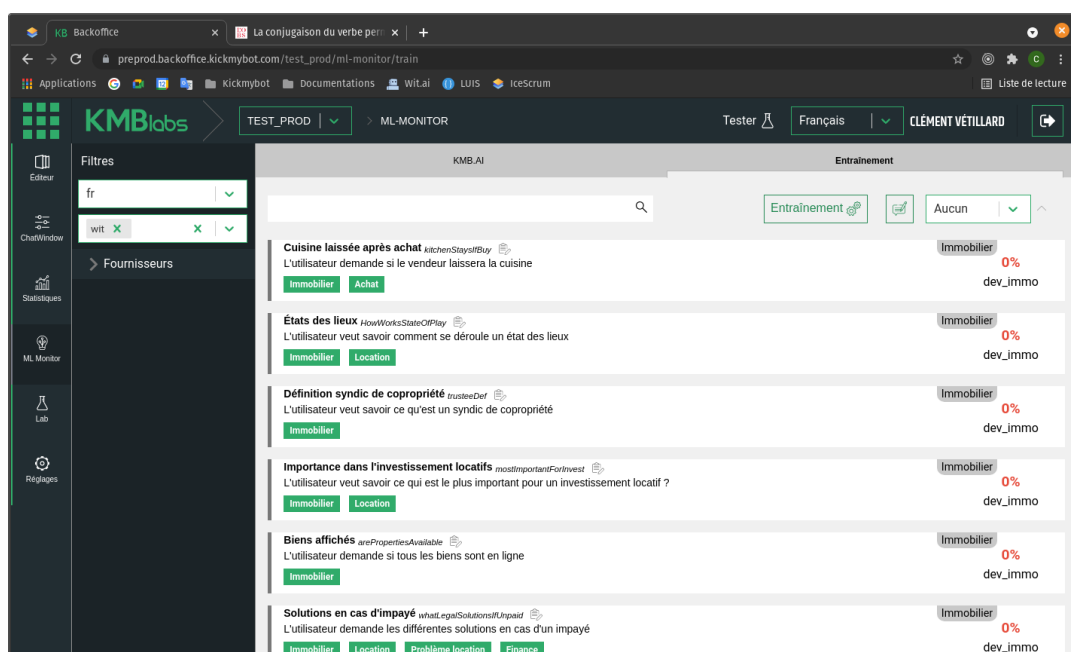 KB Backoffice
La conjugaison du verbe perm
preprod.backoffice.kickmybot.com/test_prod/ml-monitor/train
C
Applications
Kickmybot
Documentations
Wit.ai
LUIS
IceScrum
Liste de lecture
KMBlabs
TEST_PROD
ML-MONITOR
Tester
Français
CLÉMENT VÉTILLARD
Éditeur
ChatWindow
Statistiques
ML Monitor
Lab
Réglages
Filtres
fr
wit
Fournisseurs
KMB.AI
Entraînement
Entraînement
Aucun
Cuisine laissée après achat kitchenStaysIfBuy
L'utilisateur demande si le vendeur laissera la cuisine
Immobilier Achat
Immobilier
0%
dev_immo
États des lieux HowWorksStateOfPlay
L'utilisateur veut savoir comment se déroule un état des lieux
Immobilier Location
Immobilier
0%
dev_immo
Définition syndic de copropriété trusteeDef
L'utilisateur veut savoir ce qu'est un syndic de copropriété
Immobilier
Immobilier
0%
dev_immo
Importance dans l'investissement locatifs mostImportantForInvest
L'utilisateur veut savoir ce qui est le plus important pour un investissement locatif ?
Immobilier Location
Immobilier
0%
dev_immo
Biens affichés arePropertiesAvailable
L'utilisateur demande si tous les biens sont en ligne
Immobilier
Immobilier
0%
dev_immo
Solutions en cas d'impayé whatLegalSolutionsIfUnpaid
L'utilisateur demande les différentes solutions en cas d'un impayé
Immobilier Location Problème location Finance
Immobilier
0%
dev_immo